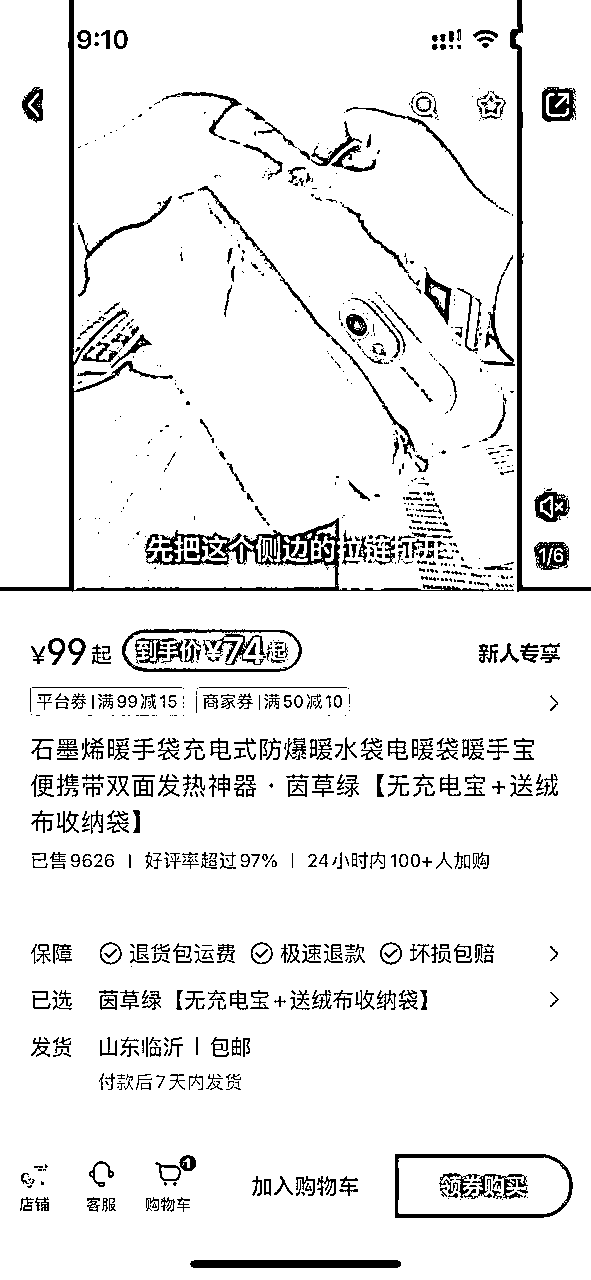 9:10
先把这个侧边的拉链拉开
1/6
¥99起 到手价¥74起 新人专享
平台券|满99减15 商家券|满50减10
石墨烯暖手袋充电式防爆暖水袋电暖袋暖手宝
便携带双面发热神器·茵草绿【无充电宝+送绒
布收纳袋】
已售9626 | 好评率超过97% | 24小时内100+人加购
保障 退货包运费 极速退款 坏损包赔
已选 茵草绿【无充电宝+送绒布收纳袋】
发货 山东临沂 | 包邮
付款后7天内发货
1
店铺 客服 购物车 加入购物车 领券购买